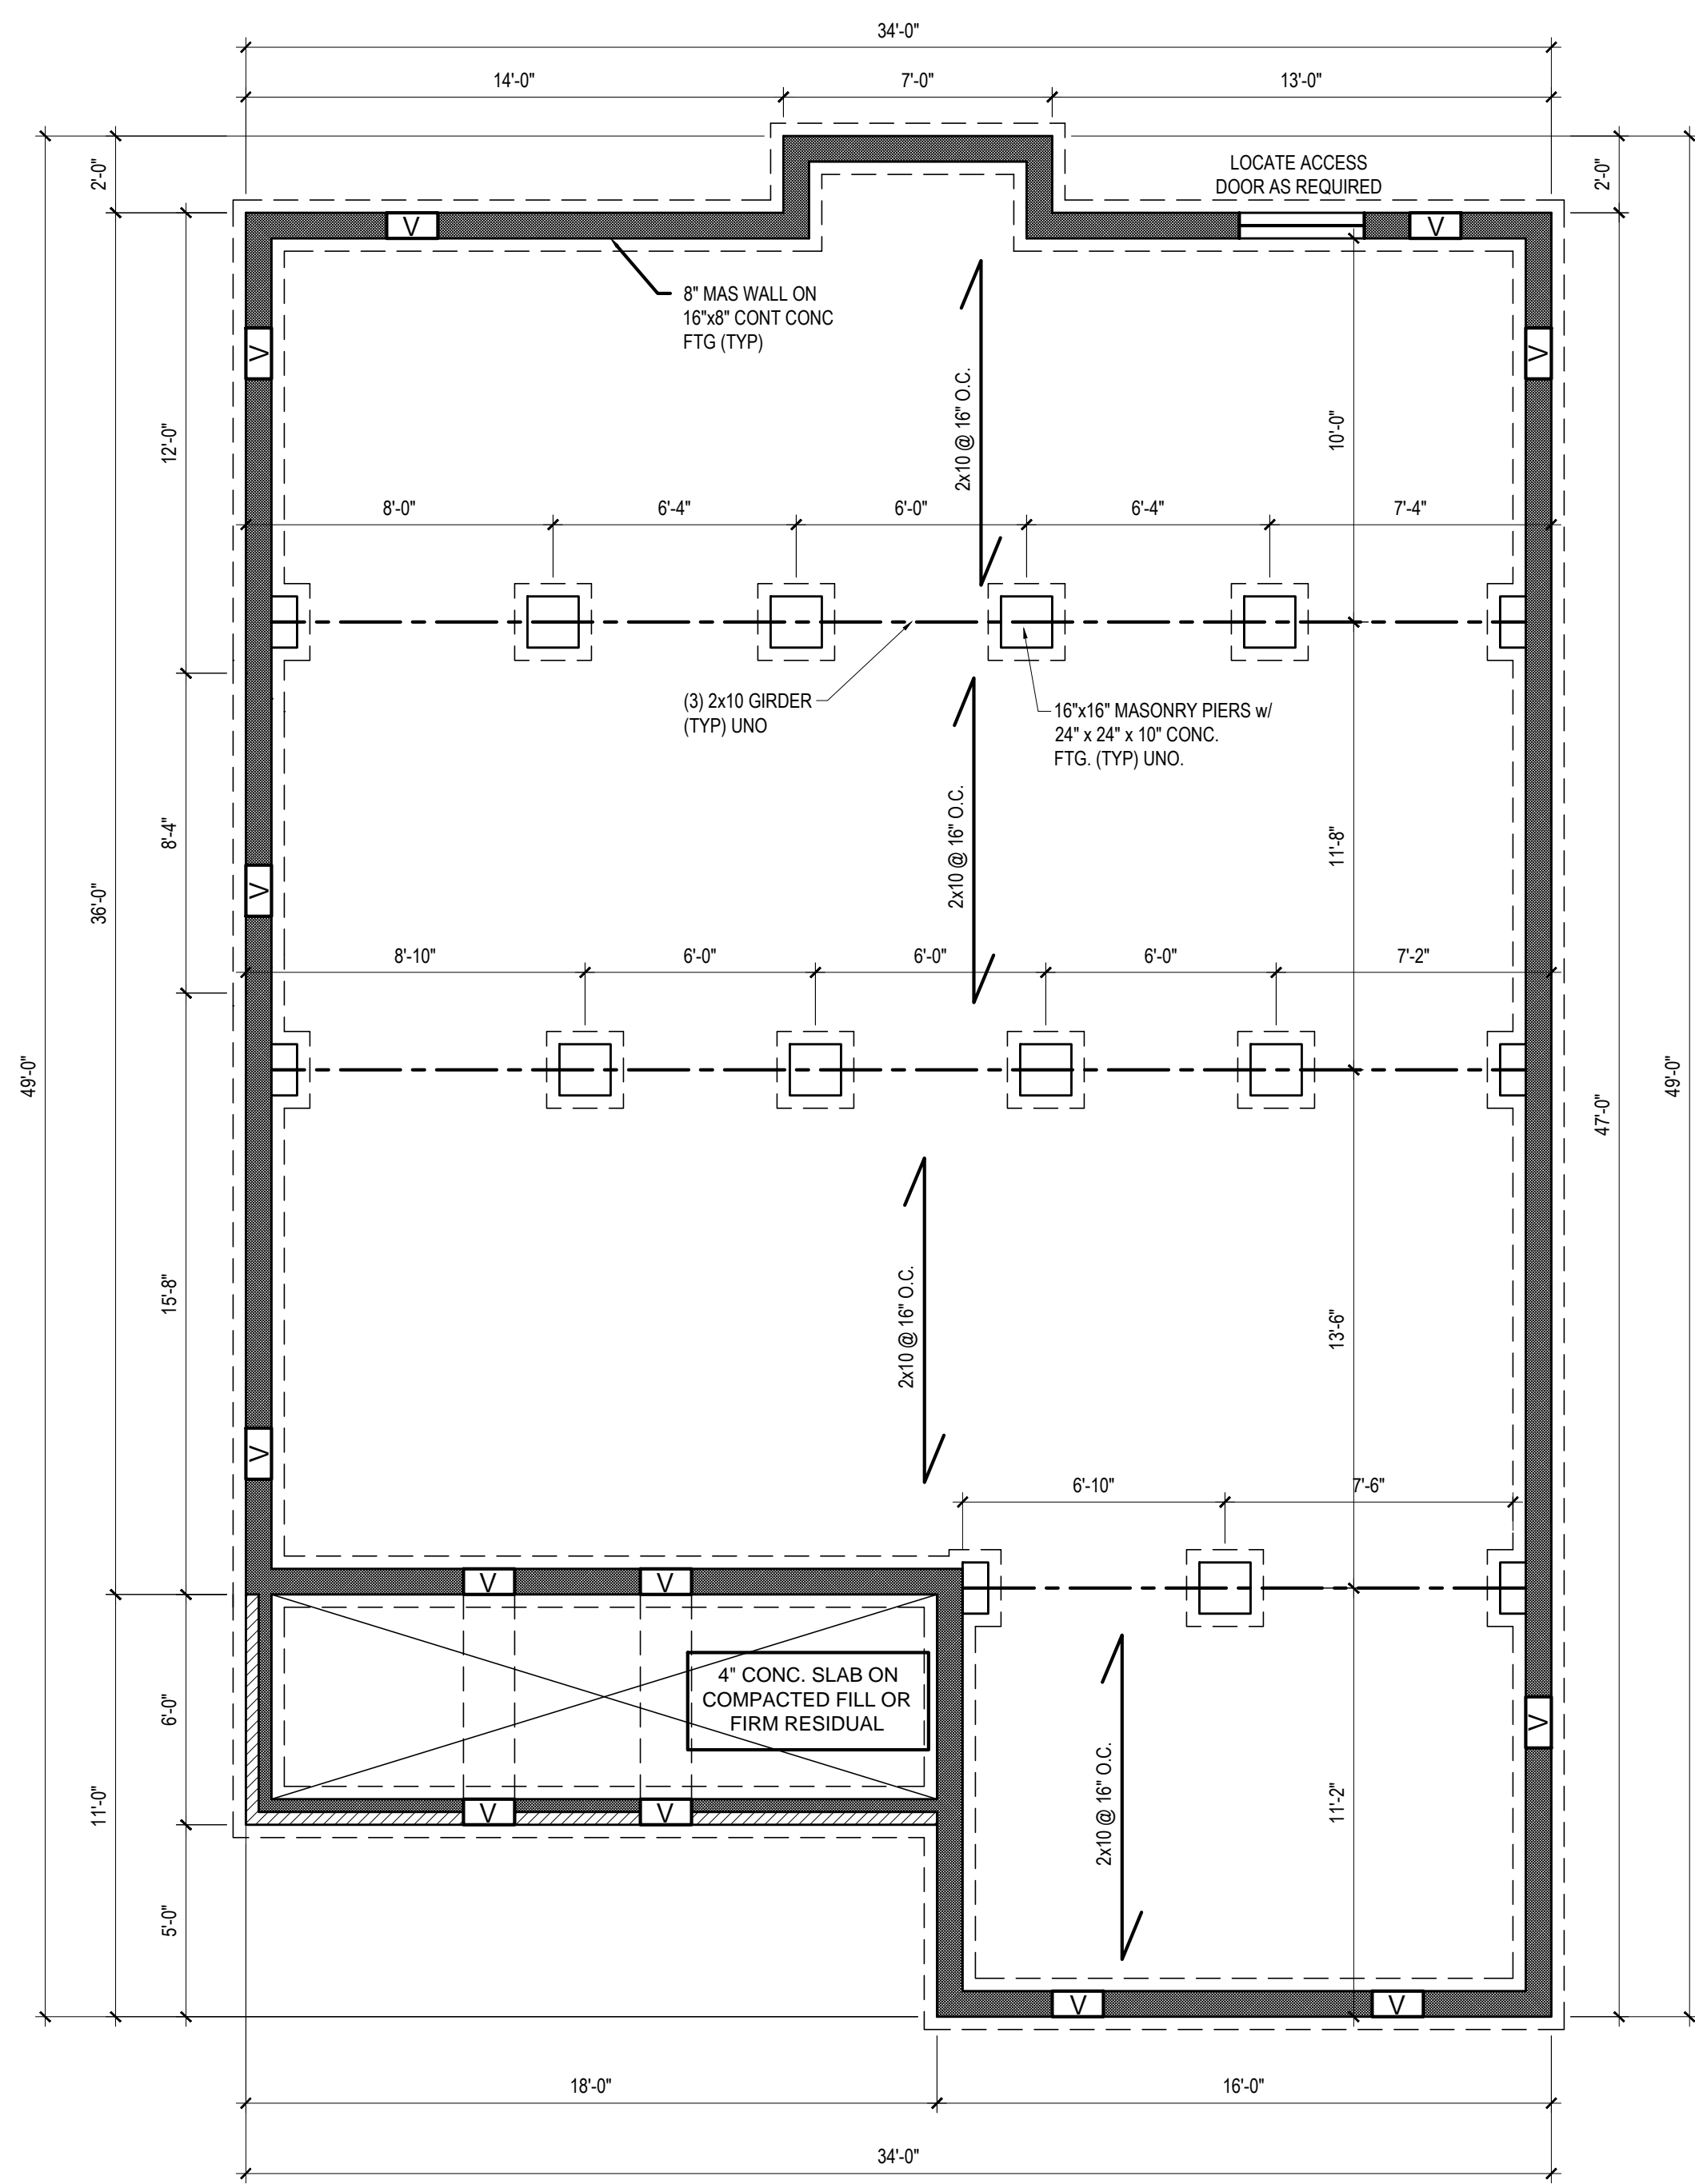 34'-0"
14'-0"
7'-0"
13'-0"
2'-0"
2'-0"
LOCATE ACCESS
DOOR AS REQUIRED
V
V
8" MAS WALL ON
16"x8" CONT CONC
FTG (TYP)
V
V
2x10 @ 16" O.C.
12'-0"
10'-0"
8'-0"
6'-4"
6'-0"
6'-4"
7'-4"
(3) 2x10 GIRDER
(TYP) UNO
16"x16" MASONRY PIERS w/
24" x 24" x 10" CONC.
FTG. (TYP) UNO.
8'-4"
2x10 @ 16" O.C.
11'-8"
36'-0"
V
8'-10"
6'-0"
6'-0"
6'-0"
7'-2"
49'-0"
47'-0"
49'-0"
15'-8"
2x10 @ 16" O.C.
13'-6"
V
6'-10"
7'-6"
V
V
4" CONC. SLAB ON
COMPACTED FILL OR
FIRM RESIDUAL
6'-0"
V
11'-0"
2x10 @ 16" O.C.
11'-2"
V
V
5'-0"
V
V
18'-0"
16'-0"
34'-0"